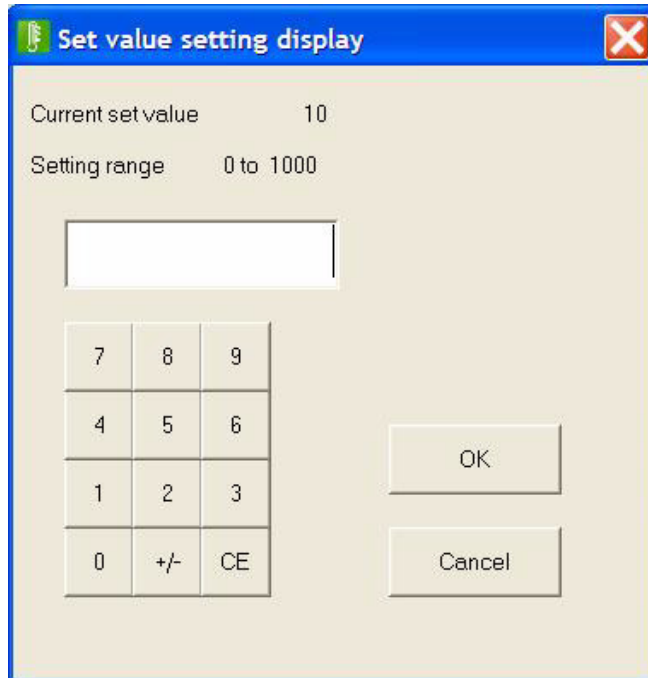 Set value setting display
Current set value 10
Setting range 0 to 1000
7 8 9
4 5 6
OK
1 2 3
0 +/- CE
Cancel